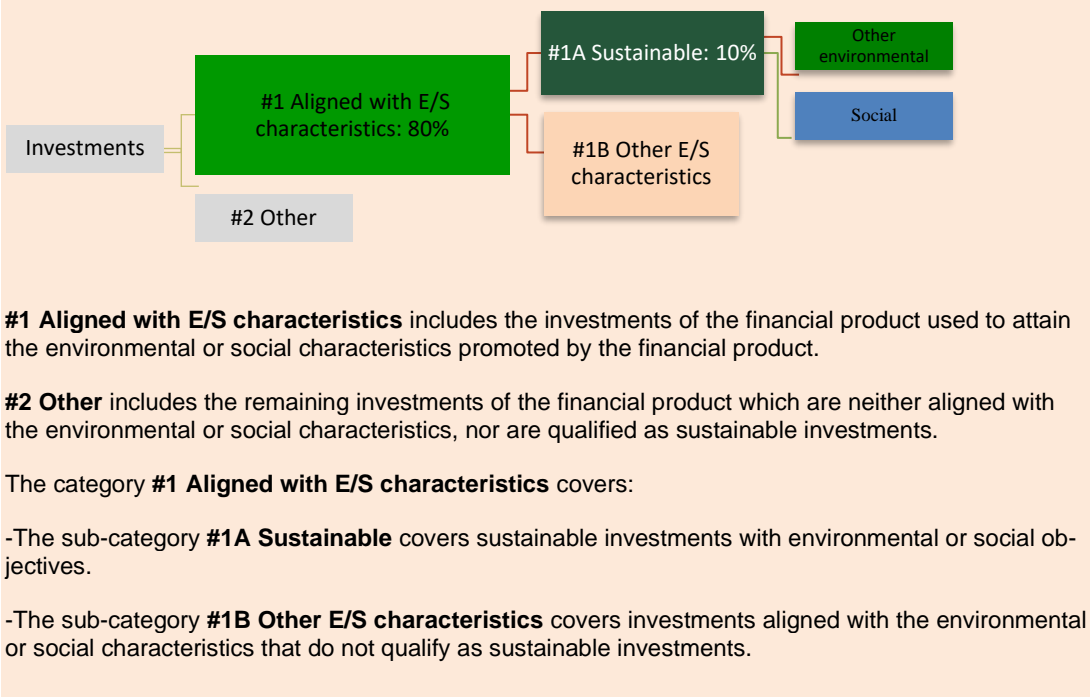 Investments
#1 Aligned with E/S
characteristics: 80%
#2 Other
#1A Sustainable: 10%
#1B Other E/S
characteristics
Other
environmental
Social
#1 Aligned with E/S characteristics includes the investments of the financial product used to attain
the environmental or social characteristics promoted by the financial product.
#2 Other includes the remaining investments of the financial product which are neither aligned with
the environmental or social characteristics, nor are qualified as sustainable investments.
The category #1 Aligned with E/S characteristics covers:
-The sub-category #1A Sustainable covers sustainable investments with environmental or social ob-
jectives.
-The sub-category #1B Other E/S characteristics covers investments aligned with the environmental
or social characteristics that do not qualify as sustainable investments.